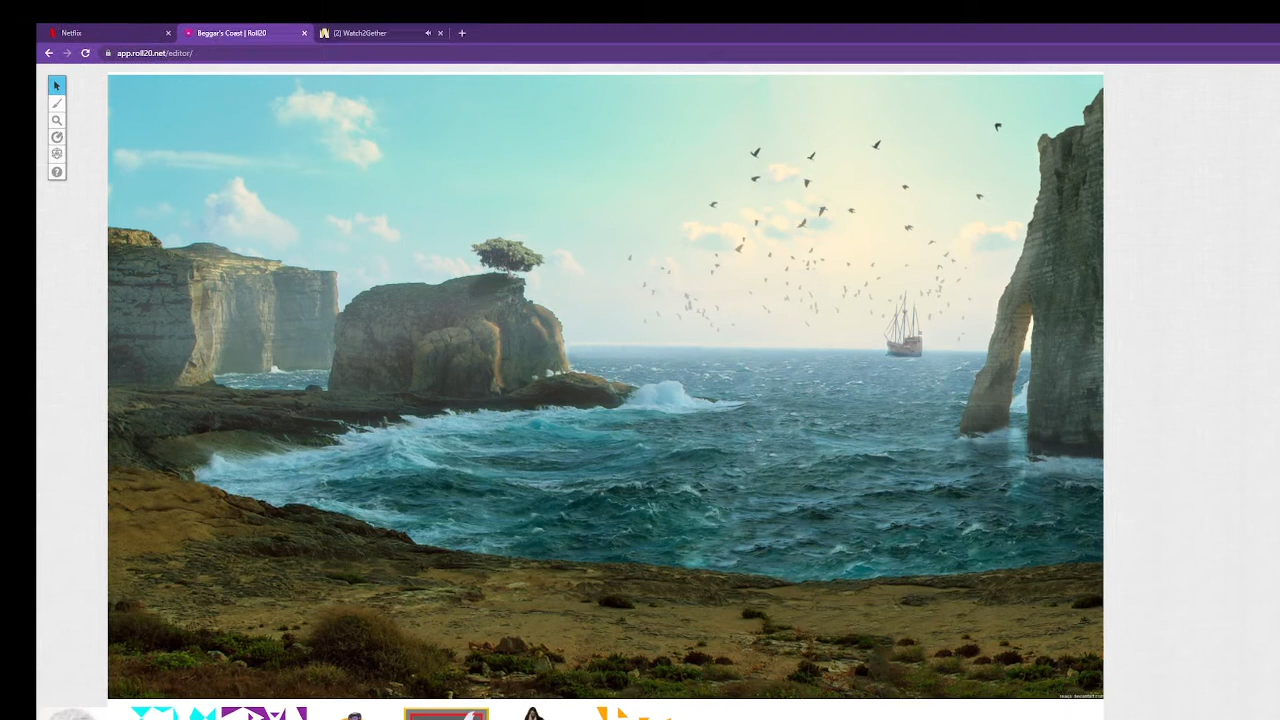 Netflix
Beggar's Coast | Roll20
(2) Watch2Gether
app.roll20.net/editor/